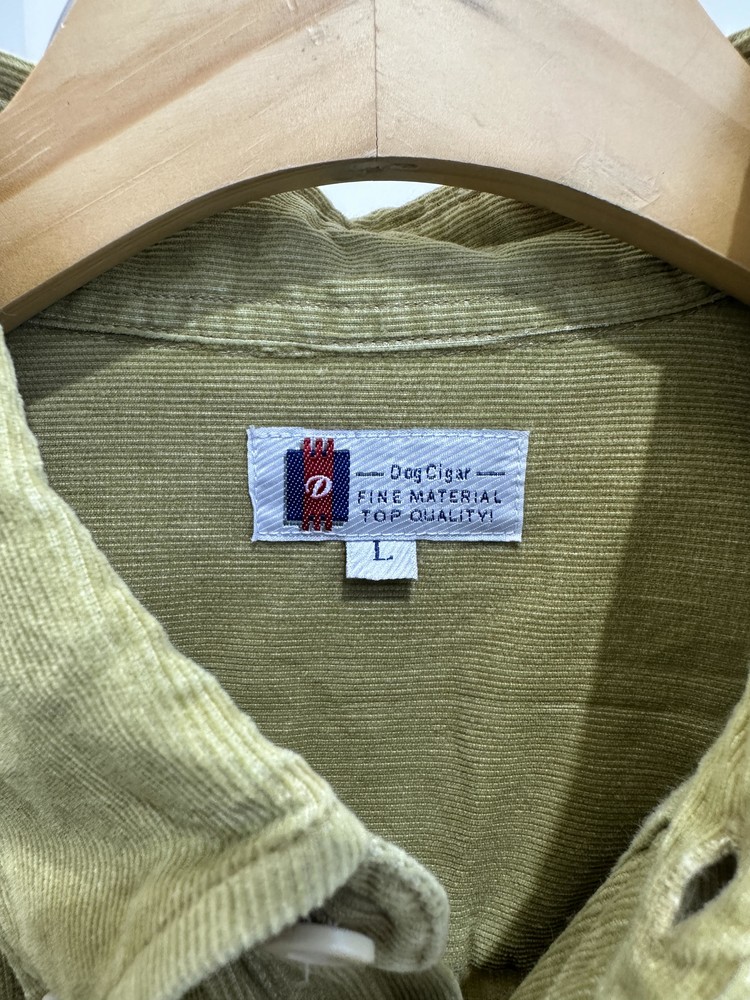 D
Dog Cigar
FINE MATERIAL
TOP QUALITY!
L